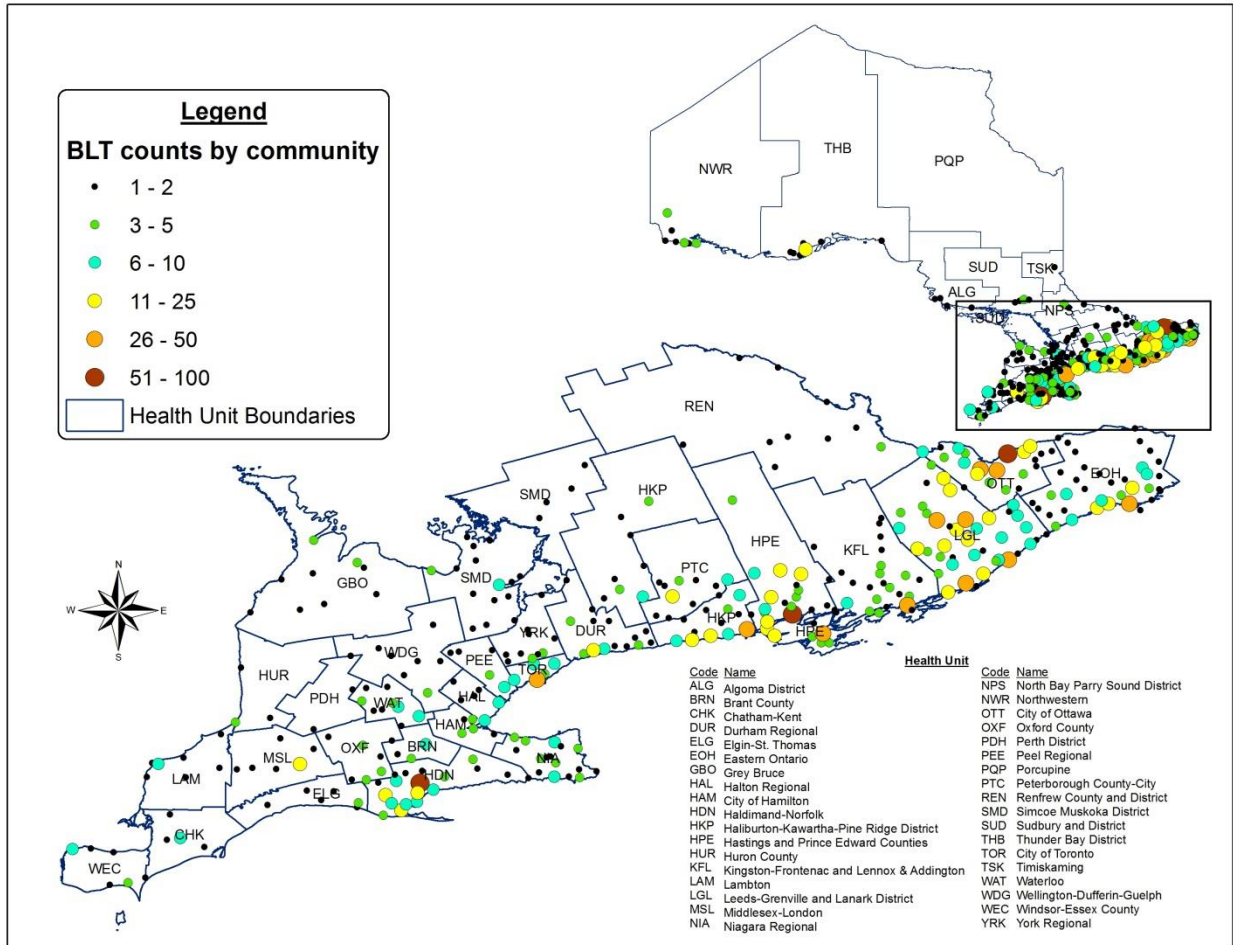 Legend
BLT counts by community
1 - 2
3 - 5
6 - 10
11 - 25
26 - 50
51 - 100
Health Unit Boundaries
NWR
THB
PQP
SUD
TSK
ALG
NPS
SUD
REN
SMD
HKP
OTT
EOH
LGL
HPE
KFL
PTC
GBO
SMD
HKP
HPE
YRK
DUR
WDG
PEE
TOR
HUR
PDH
WAT
HAL
HAM
OXF
BRN
MSL
NIA
LAM
ELG
HDN
CHK
WEC
N
W
E
S
Health Unit
Code Name
ALG Algoma District
BRN Brant County
CHK Chatham-Kent
DUR Durham Regional
ELG Elgin-St. Thomas
EOH Eastern Ontario
GBO Grey Bruce
HAL Halton Regional
HAM City of Hamilton
HDN Haldimand-Norfolk
HKP Haliburton-Kawartha-Pine Ridge District
HPE Hastings and Prince Edward Counties
HUR Huron County
KFL Kingston-Frontenac and Lennox & Addington
LAM Lambton
LGL Leeds-Grenville and Lanark District
MSL Middlesex-London
NIA Niagara Regional
Code Name
NPS North Bay Parry Sound District
NWR Northwestern
OTT City of Ottawa
OXF Oxford County
PDH Perth District
PEE Peel Regional
PQP Porcupine
PTC Peterborough County-City
REN Renfrew County and District
SMD Simcoe Muskoka District
SUD Sudbury and District
THB Thunder Bay District
TOR City of Toronto
TSK Timiskaming
WAT Waterloo
WDG Wellington-Dufferin-Guelph
WEC Windsor-Essex County
YRK York Regional